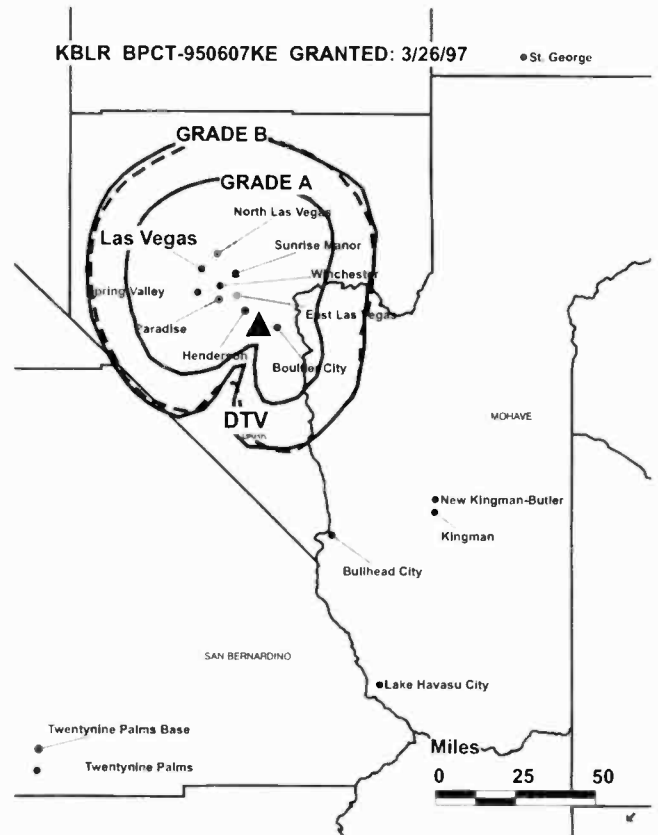 KBLR BPCT-950607KE GRANTED: 3/26/97
St. George
GRADE B
GRADE A
North Las Vegas
Las Vegas
Sunrise Manor
Winchester
Spring Valley
East Las Vegas
Paradise
Henderson
Boulder City
DTV
MOHAVE
New Kingman-Butler
Kingman
Bullhead City
SAN BERNARDINO
Lake Havasu City
Twentynine Palms Base
Twentynine Palms
Miles
0 25 50